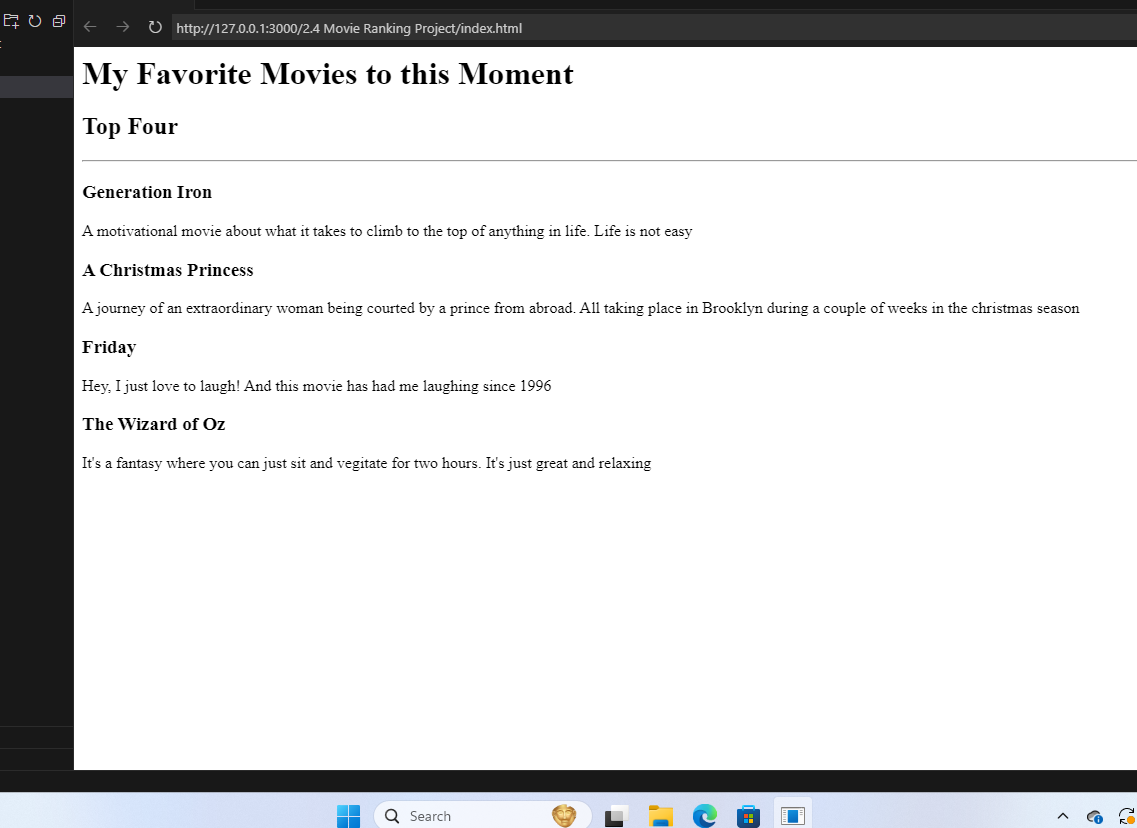 http://127.0.0.1:3000/2.4 Movie Ranking Project/index.html
My Favorite Movies to this Moment
Top Four
Generation Iron
A motivational movie about what it takes to climb to the top of anything in life. Life is not easy
A Christmas Princess
A journey of an extraordinary woman being courted by a prince from abroad. All taking place in Brooklyn during a couple of weeks in the christmas season
Friday
Hey, I just love to laugh! And this movie has had me laughing since 1996
The Wizard of Oz
It's a fantasy where you can just sit and vegitate for two hours. It's just great and relaxing
Search